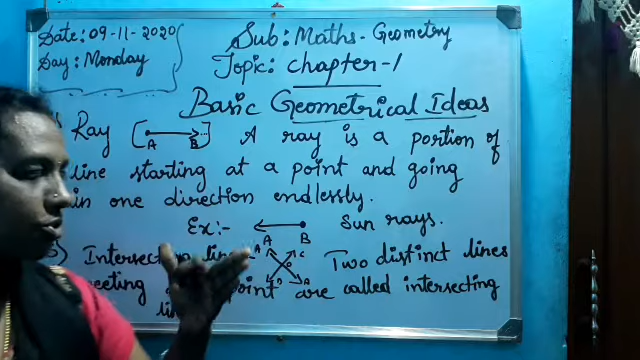 Date: 09-11-2020
Day: Monday
Sub: Maths - Geometry
Topic: chapter-1
Basic Geometrical Ideas
Ray [A B...] A ray is a portion of
line starting at a point and going
in one direction endlessly.
Ex:- A B Sun rays.
A C Two distinct lines
point are called intersecting